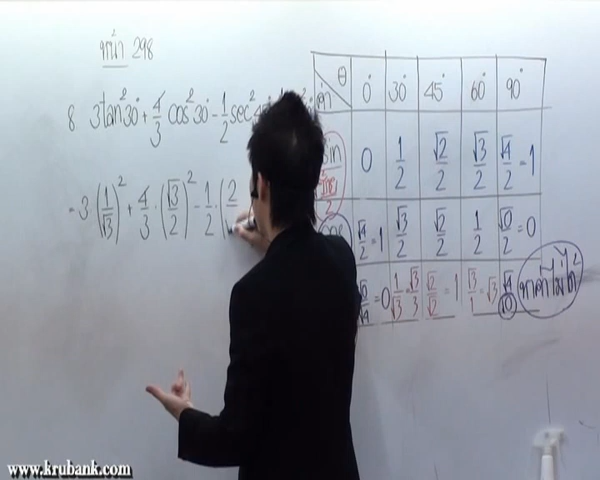 หน้า 298
8 3tan²30° + 4/3 cos²30° - 1/2 sec²45°
= 3·(1/√3)² + 4/3·(√3/2)² - 1/2·(2/
θ 0° 30° 45° 60° 90°
sin 0 1/2 √2/2 √3/2 √4/2 = 1
√4/2 = 1 √3/2 √2/2 1/2 √0/2 = 0
√0/√4 = 0 1/√3 = √3/3 √2/√2 = 1 √3/1 = √3 √4/√0 หาค่าไม่ได้
www.krubank.com